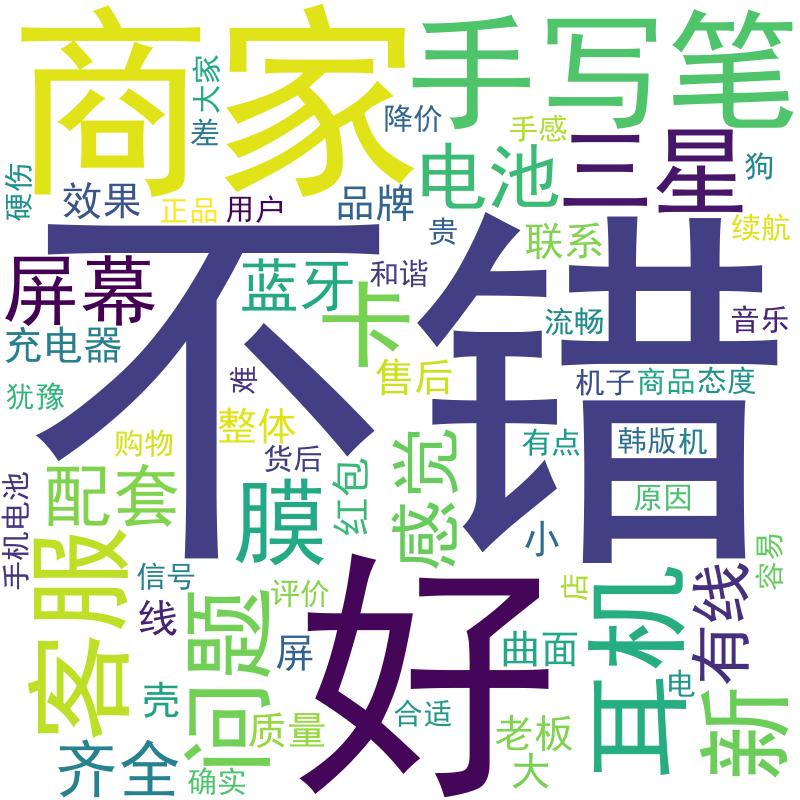 商家
手写笔
大家
差
降价
手感
硬伤
效果
正品
用户
品牌
电池
三星
狗
贵
联系
续航
不错
屏幕
蓝牙
和谐
卡
流畅
音乐
充电器
难
售后
机子
商品态度
犹豫
购物
整体
货后
感觉
有点
韩版机
手机电池
配套
膜
红包
原因
小
客服
信号
线
问题
评价
好
屏
曲面
店
容易
耳机
有线
电
新
壳
质量
合适
老板
大
齐全
确实